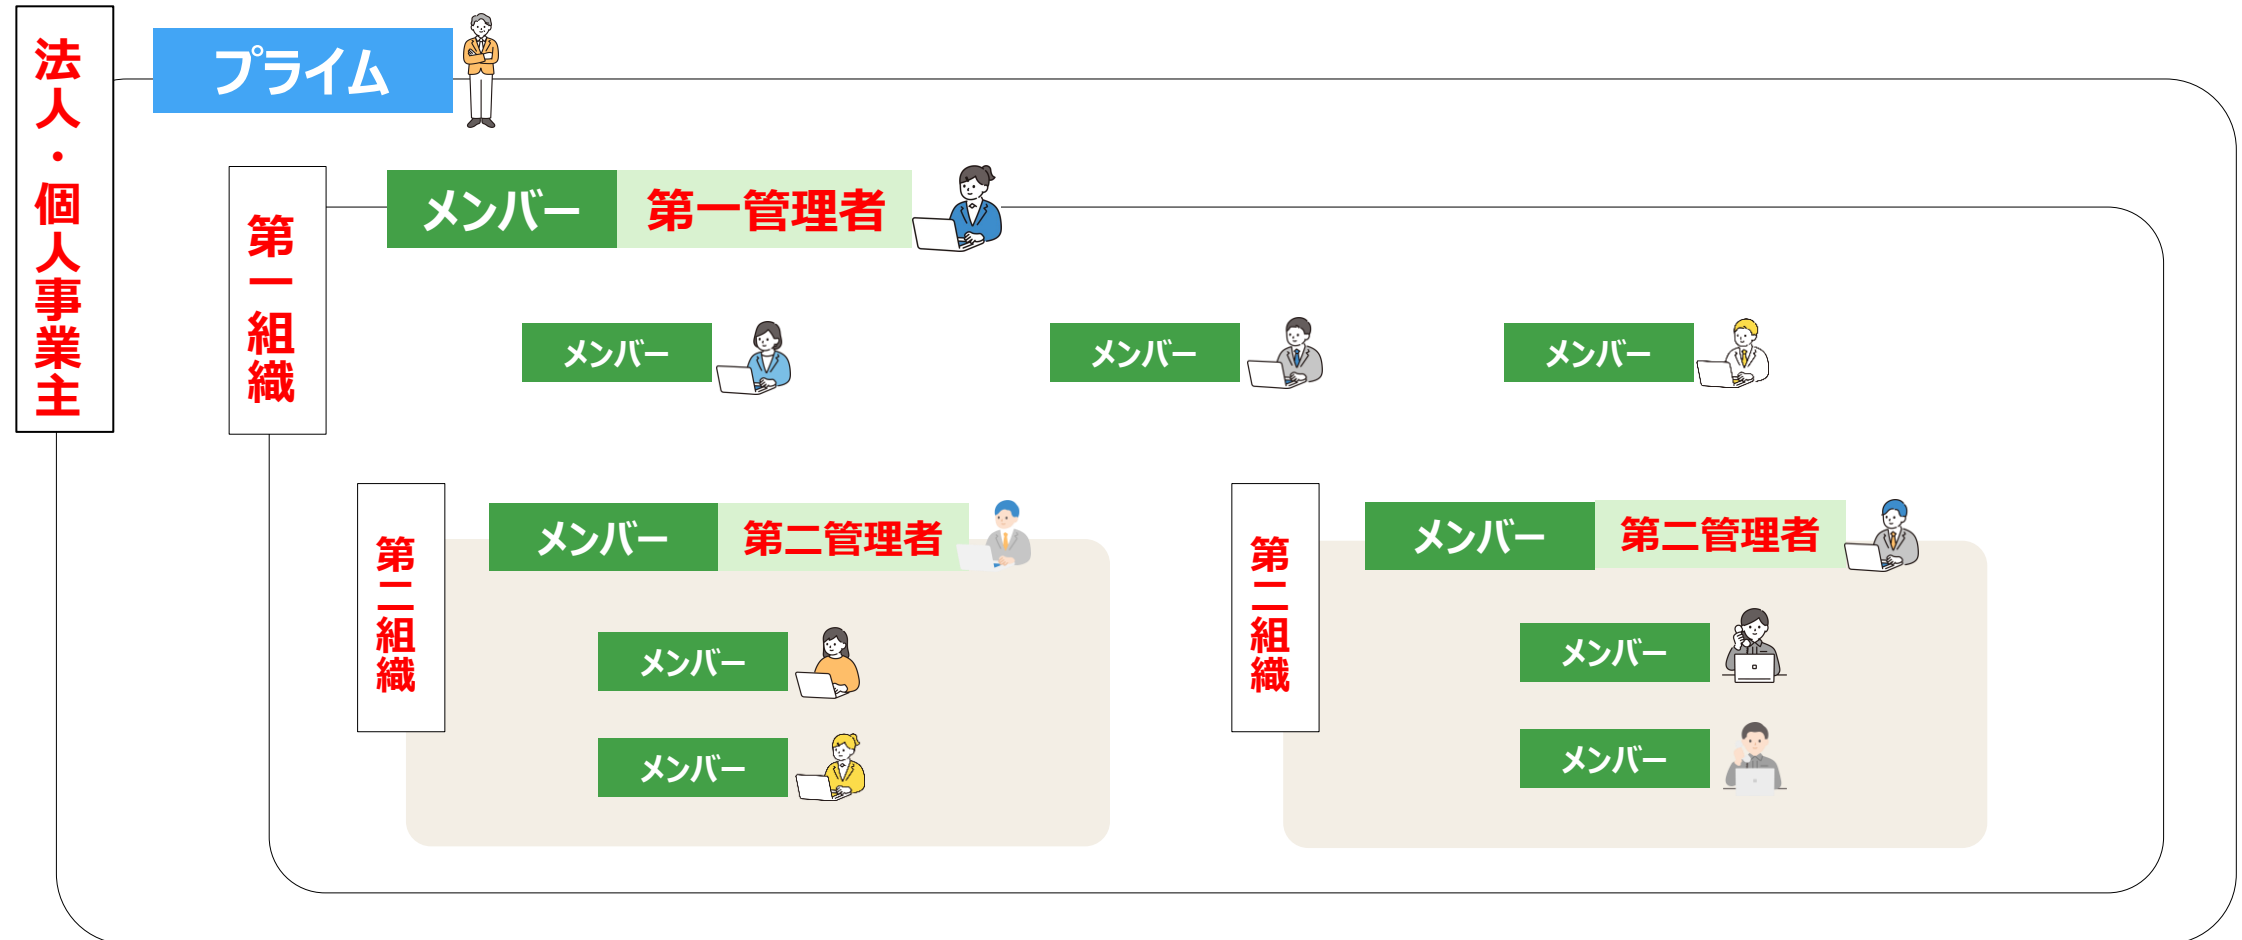 法人・個人事業主
プライム
第一組織
メンバー 第一管理者
メンバー
メンバー
メンバー
第二組織
メンバー 第二管理者
メンバー
メンバー
第二組織
メンバー 第二管理者
メンバー
メンバー